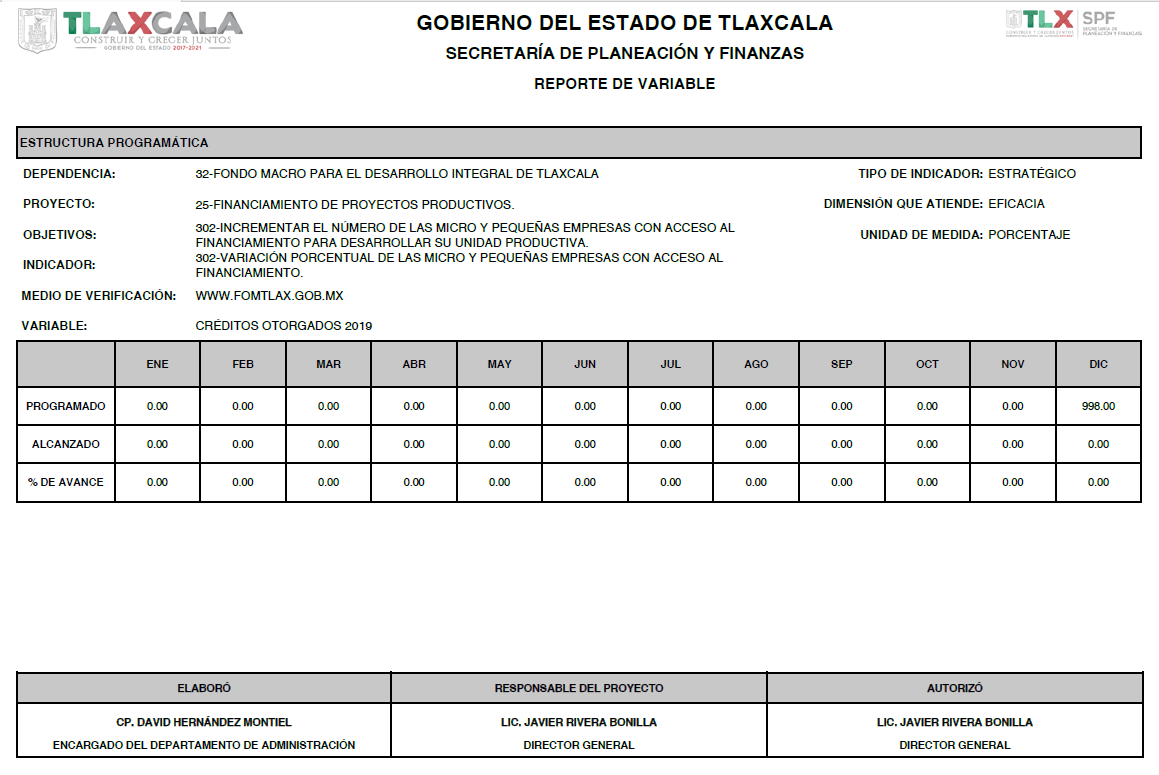 TLAXCALA
CONSTRUIR Y CRECER JUNTOS
GOBIERNO DEL ESTADO 2017-2021
GOBIERNO DEL ESTADO DE TLAXCALA
SECRETARÍA DE PLANEACIÓN Y FINANZAS
REPORTE DE VARIABLE
TLX SPF
ESTRUCTURA PROGRAMÁTICA
DEPENDENCIA: 32-FONDO MACRO PARA EL DESARROLLO INTEGRAL DE TLAXCALA TIPO DE INDICADOR: ESTRATÉGICO
PROYECTO: 25-FINANCIAMIENTO DE PROYECTOS PRODUCTIVOS. DIMENSIÓN QUE ATIENDE: EFICACIA
OBJETIVOS: 302-INCREMENTAR EL NÚMERO DE LAS MICRO Y PEQUEÑAS EMPRESAS CON ACCESO AL
FINANCIAMIENTO PARA DESARROLLAR SU UNIDAD PRODUCTIVA. UNIDAD DE MEDIDA: PORCENTAJE
INDICADOR: 302-VARIACIÓN PORCENTUAL DE LAS MICRO Y PEQUEÑAS EMPRESAS CON ACCESO AL
FINANCIAMIENTO.
MEDIO DE VERIFICACIÓN: WWW.FOMTLAX.GOB.MX
VARIABLE: CRÉDITOS OTORGADOS 2019
ENE FEB MAR ABR MAY JUN JUL AGO SEP OCT NOV DIC
PROGRAMADO 0.00 0.00 0.00 0.00 0.00 0.00 0.00 0.00 0.00 0.00 0.00 998.00
ALCANZADO 0.00 0.00 0.00 0.00 0.00 0.00 0.00 0.00 0.00 0.00 0.00 0.00
% DE AVANCE 0.00 0.00 0.00 0.00 0.00 0.00 0.00 0.00 0.00 0.00 0.00 0.00
ELABORÓ RESPONSABLE DEL PROYECTO AUTORIZÓ
CP. DAVID HERNÁNDEZ MONTIEL LIC. JAVIER RIVERA BONILLA LIC. JAVIER RIVERA BONILLA
ENCARGADO DEL DEPARTAMENTO DE ADMINISTRACIÓN DIRECTOR GENERAL DIRECTOR GENERAL